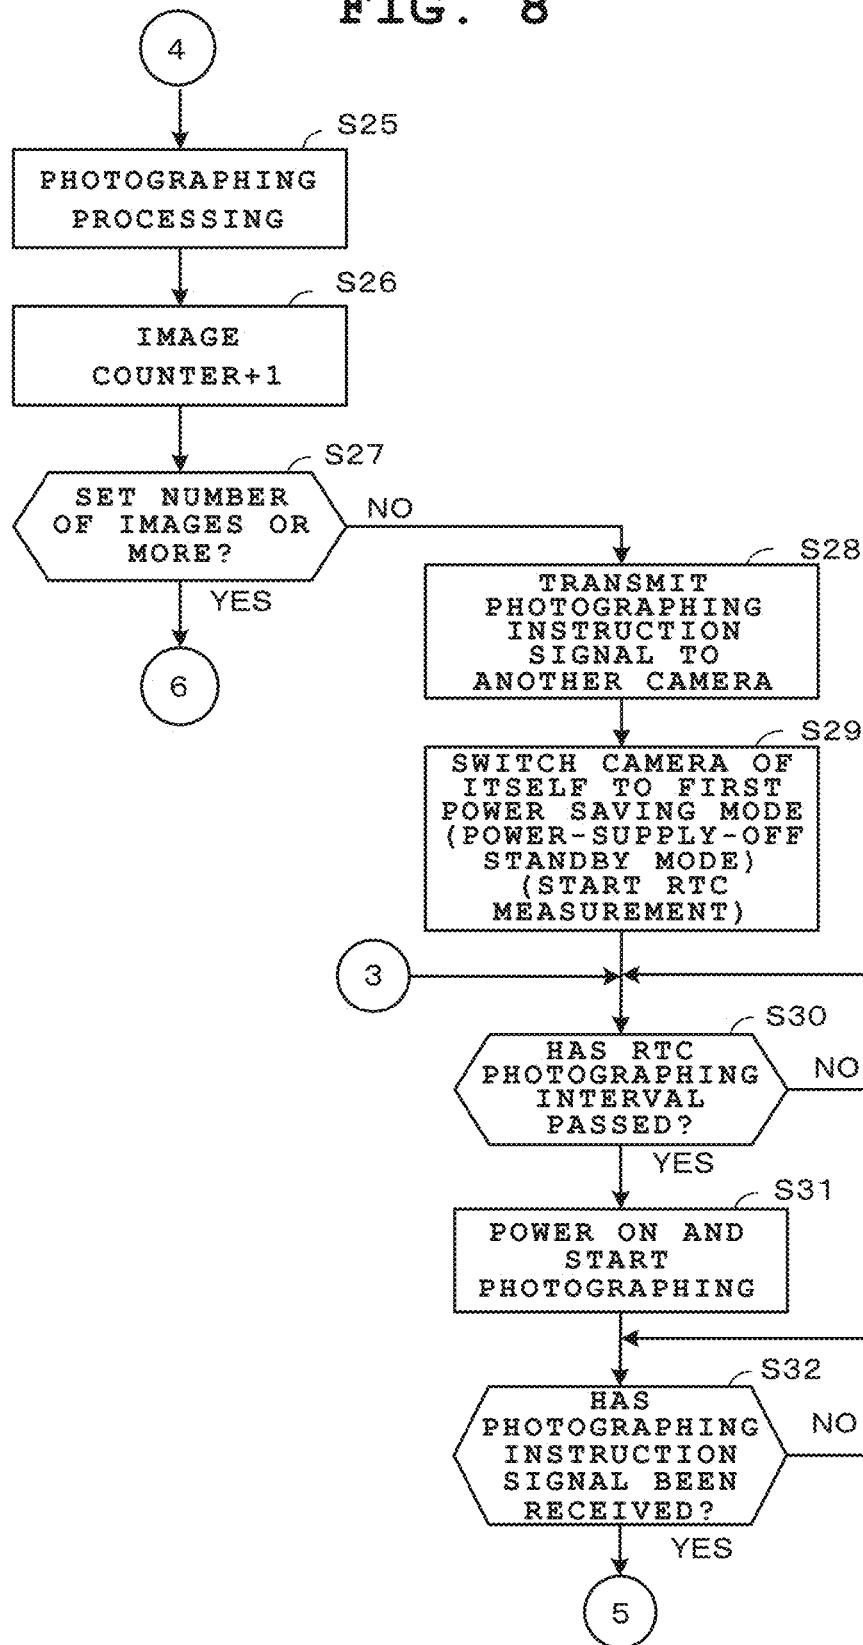 FIG. 8
4
S25
PHOTOGRAPHING
PROCESSING
S26
IMAGE
COUNTER+1
S27
SET NUMBER
OF IMAGES OR
MORE?
NO
YES
6
S28
TRANSMIT
PHOTOGRAPHING
INSTRUCTION
SIGNAL TO
ANOTHER CAMERA
S29
SWITCH CAMERA OF
ITSELF TO FIRST
POWER SAVING MODE
(POWER-SUPPLY-OFF
STANDBY MODE)
(START RTC
MEASUREMENT)
3
S30
HAS RTC
PHOTOGRAPHING
INTERVAL
PASSED?
NO
YES
S31
POWER ON AND
START
PHOTOGRAPHING
S32
HAS
PHOTOGRAPHING
INSTRUCTION
SIGNAL BEEN
RECEIVED?
NO
YES
5